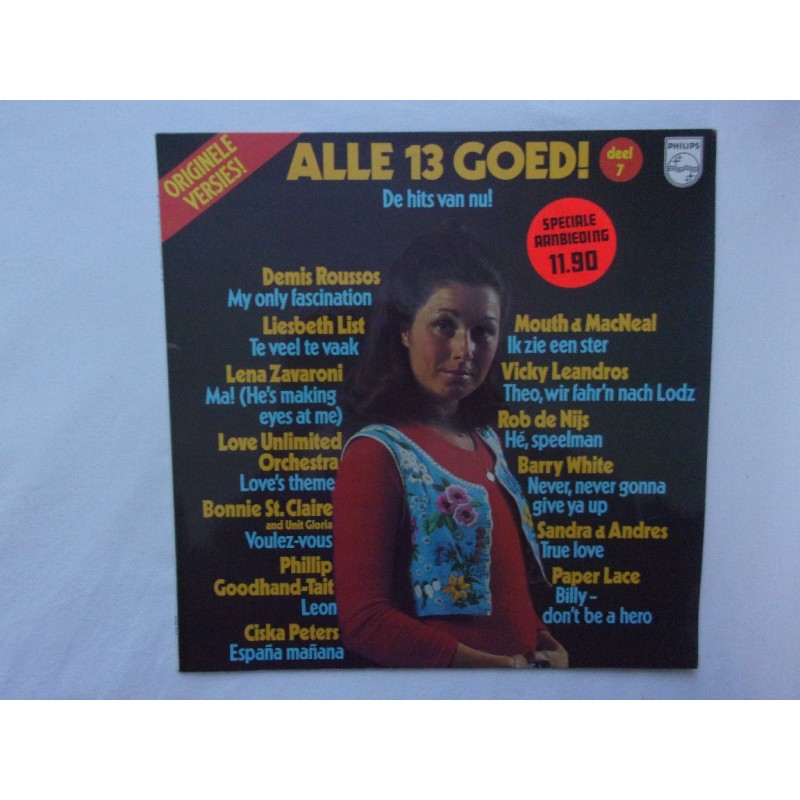 ORIGINELE
VERSIES!
ALLE 13 GOED!
deel
7
PHILIPS
De hits van nu!
SPECIALE
AANBIEDING
11.90
Demis Roussos
My only fascination
Liesbeth List
Te veel te vaak
Lena Zavaroni
Ma! (He's making
eyes at me)
Love Unlimited
Orchestra
Love's theme
Bonnie St. Claire
and Unit Gloria
Voulez-vous
Phillip
Goodhand-Tait
Leon
Ciska Peters
España mañana
Mouth & MacNeal
Ik zie een ster
Vicky Leandros
Theo, wir fahr'n nach Lodz
Rob de Nijs
Hé, speelman
Barry White
Never, never gonna
give ya up
Sandra & Andres
True love
Paper Lace
Billy-
don't be a hero